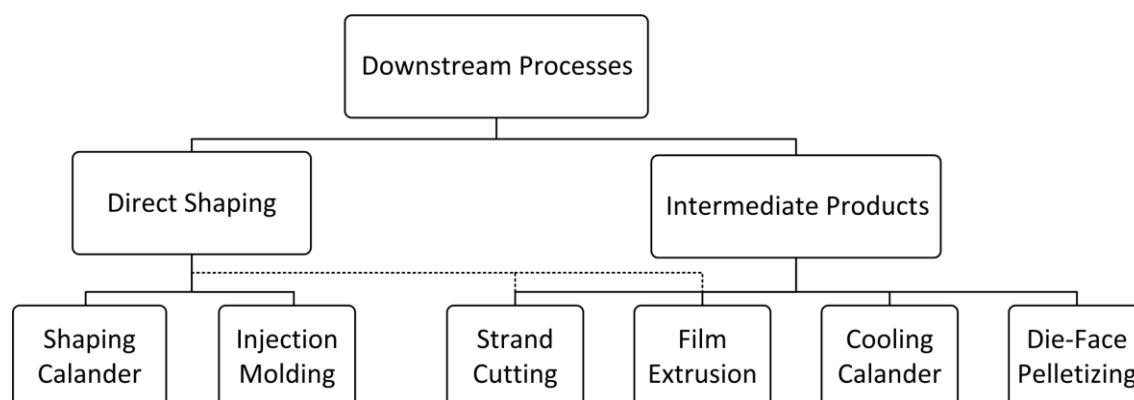 Downstream Processes
Direct Shaping
Intermediate Products
Shaping
Calander
Injection
Molding
Strand
Cutting
Film
Extrusion
Cooling
Calander
Die-Face
Pelletizing